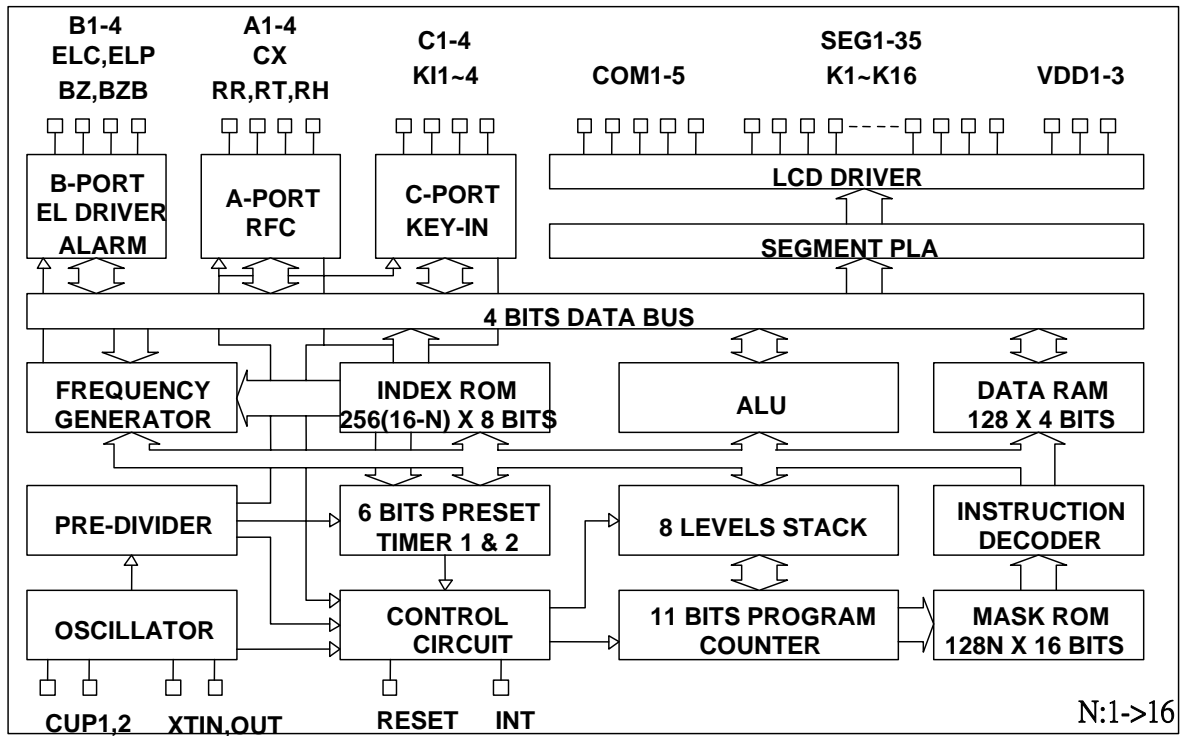 B1-4
ELC,ELP
BZ,BZB
A1-4
CX
RR,RT,RH
C1-4
KI1~4
COM1-5
SEG1-35
K1~K16
VDD1-3
B-PORT
EL DRIVER
ALARM
A-PORT
RFC
C-PORT
KEY-IN
LCD DRIVER
SEGMENT PLA
4 BITS DATA BUS
FREQUENCY
GENERATOR
INDEX ROM
256(16-N) X 8 BITS
ALU
DATA RAM
128 X 4 BITS
PRE-DIVIDER
6 BITS PRESET
TIMER 1 & 2
8 LEVELS STACK
INSTRUCTION
DECODER
OSCILLATOR
CONTROL
CIRCUIT
11 BITS PROGRAM
COUNTER
MASK ROM
128N X 16 BITS
CUP1,2
XTIN,OUT
RESET
INT
N:1->16